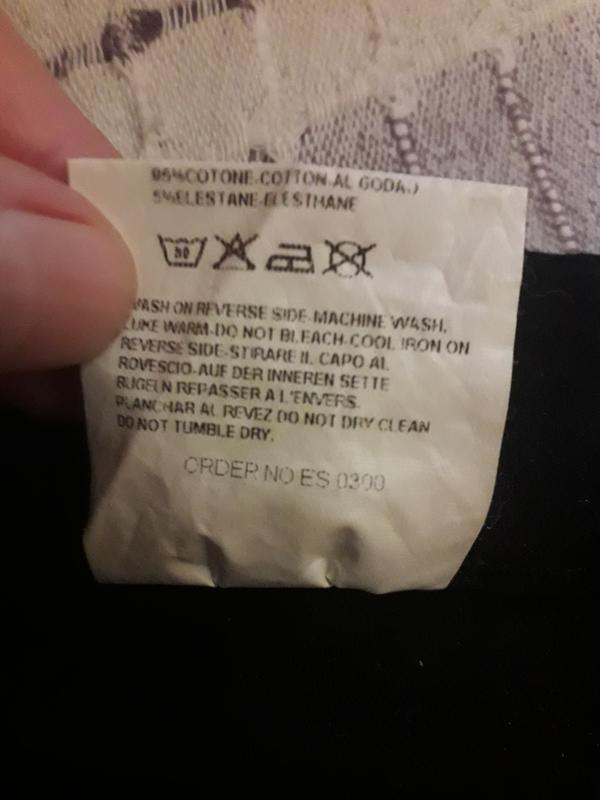 95%COTONE-COTTON-AL GODA.)
5%ELESTANE-ELESTHANE
30
WASH ON REVERSE SIDE-MACHINE WASH.
LUKE WARM-DO NOT BLEACH-COOL IRON ON
REVERSE SIDE-STIRARE IL CAPO AL
ROVESCIO-AUF DER INNEREN SETTE
BUGELN REPASSER A L'ENVERS.
PLANCHAR AL REVEZ DO NOT DRY CLEAN
DO NOT TUMBLE DRY.
ORDER NO ES 0300